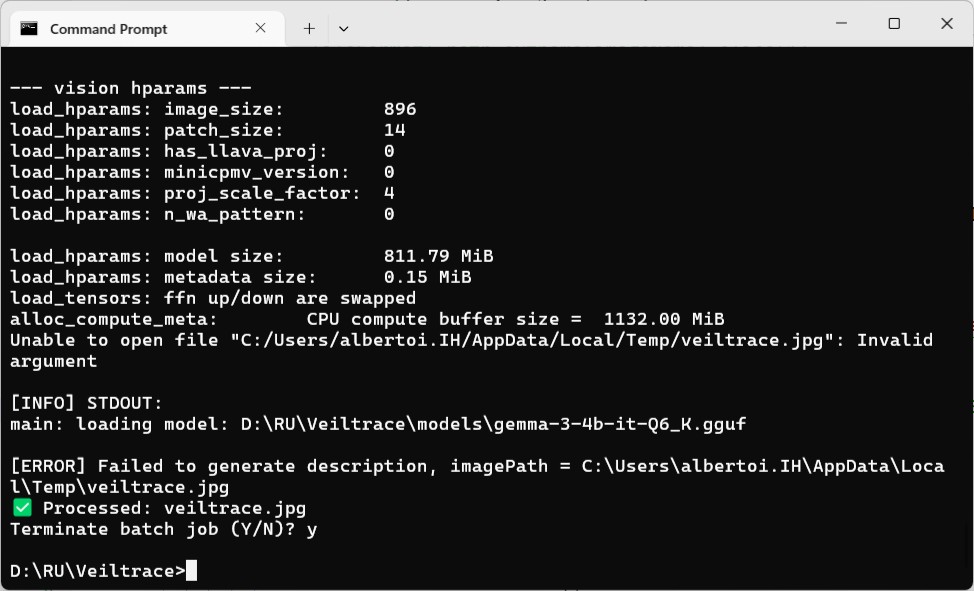 Command Prompt
--- vision hparams ---
load_hparams: image_size:         896
load_hparams: patch_size:         14
load_hparams: has_llava_proj:     0
load_hparams: minicpmv_version:   0
load_hparams: proj_scale_factor:  4
load_hparams: n_wa_pattern:       0
load_hparams: model size:         811.79 MiB
load_hparams: metadata size:      0.15 MiB
load_tensors: ffn up/down are swapped
alloc_compute_meta:        CPU compute buffer size =  1132.00 MiB
Unable to open file "C:/Users/albertoi.IH/AppData/Local/Temp/veiltrace.jpg": Invalid
argument
[INFO] STDOUT:
main: loading model: D:\RU\Veiltrace\models\gemma-3-4b-it-Q6_K.gguf
[ERROR] Failed to generate description, imagePath = C:\Users\albertoi.IH\AppData\Loca
l\Temp\veiltrace.jpg
✅ Processed: veiltrace.jpg
Terminate batch job (Y/N)? y
D:\RU\Veiltrace>